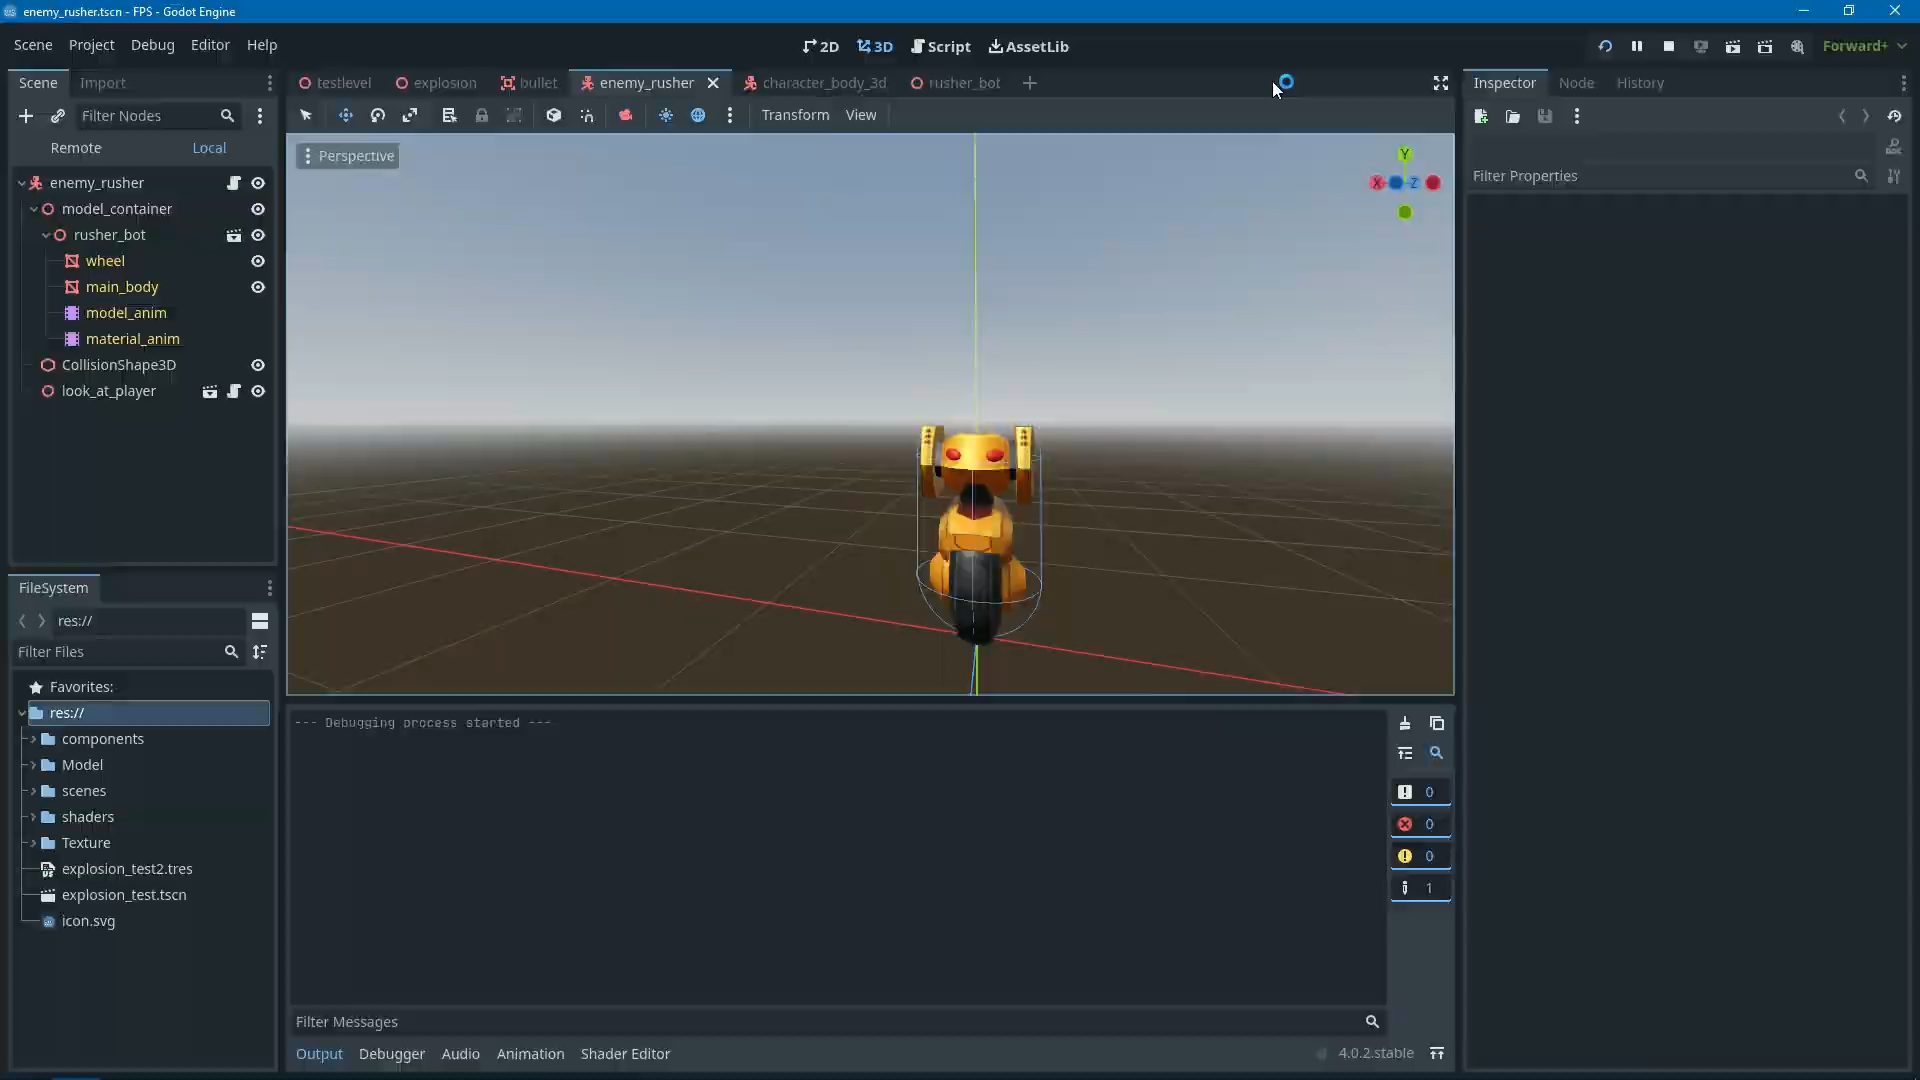 enemy_rusher.tscn - FPS - Godot Engine
Scene Project Debug Editor Help
2D 3D Script AssetLib
Forward+
Scene Import
testlevel explosion bullet enemy_rusher character_body_3d rusher_bot
Inspector Node History
Filter Nodes
Transform View
Remote Local
Perspective
Y
X Z
Filter Properties
enemy_rusher
model_container
rusher_bot
wheel
main_body
model_anim
material_anim
CollisionShape3D
look_at_player
FileSystem
res://
Filter Files
Favorites:
res://
components
Model
scenes
shaders
Texture
explosion_test2.tres
explosion_test.tscn
icon.svg
--- Debugging process started ---
0
0
0
1
Filter Messages
Output Debugger Audio Animation Shader Editor
4.0.2.stable